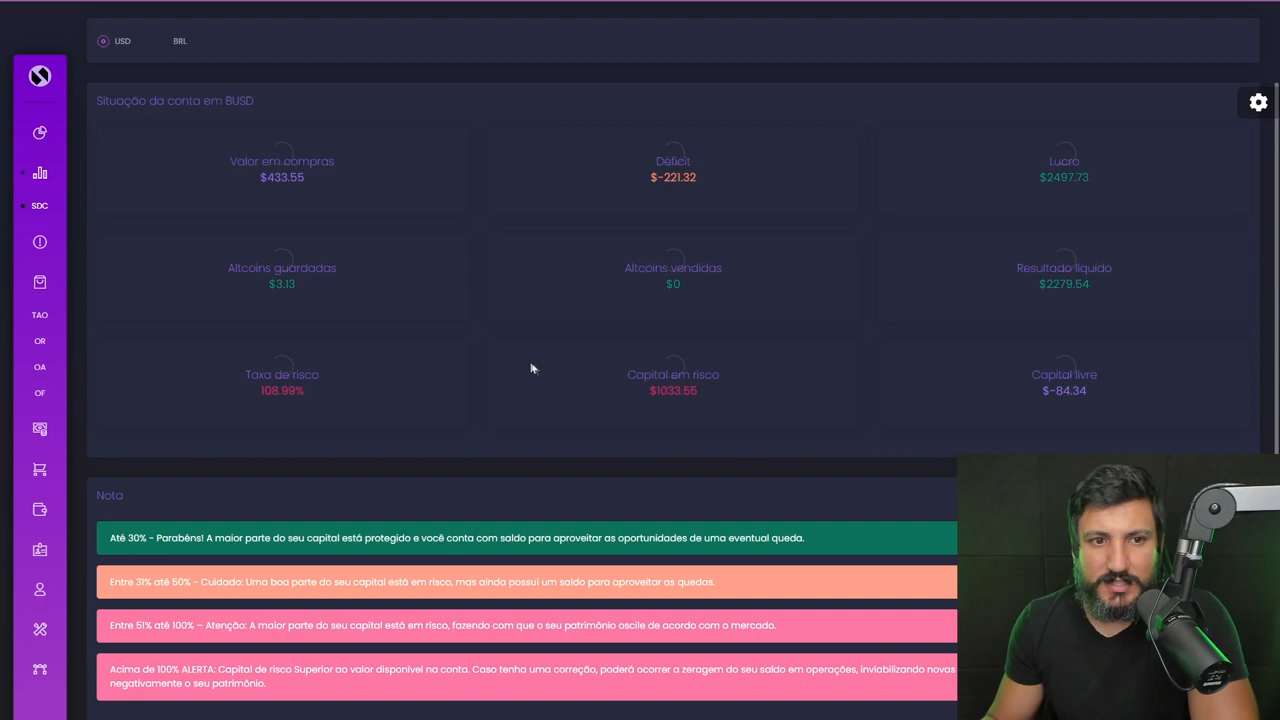 USD
BRL
Situação da conta em BUSD
Valor em compras
$433.55
Déficit
$-221.32
Lucro
$2497.73
SDC
Altcoins guardadas
$3.13
Altcoins vendidas
$0
Resultado líquido
$2279.54
TAO
OR
OA
OF
Taxa de risco
108.99%
Capital em risco
$1033.55
Capital livre
$-84.34
Nota
Até 30% - Parabéns! A maior parte do seu capital está protegido e você conta com saldo para aproveitar as oportunidades de uma eventual queda.
Entre 31% até 50% - Cuidado: Uma boa parte do seu capital está em risco, mas ainda possui um saldo para aproveitar as quedas.
Entre 51% até 100% – Atenção: A maior parte do seu capital está em risco, fazendo com que o seu patrimônio oscile de acordo com o mercado.
Acima de 100% ALERTA: Capital de risco Superior ao valor disponível na conta. Caso tenha uma correção, poderá ocorrer a zeragem do seu saldo em operações, inviabilizando novas
negativamente o seu patrimônio.
SHURE